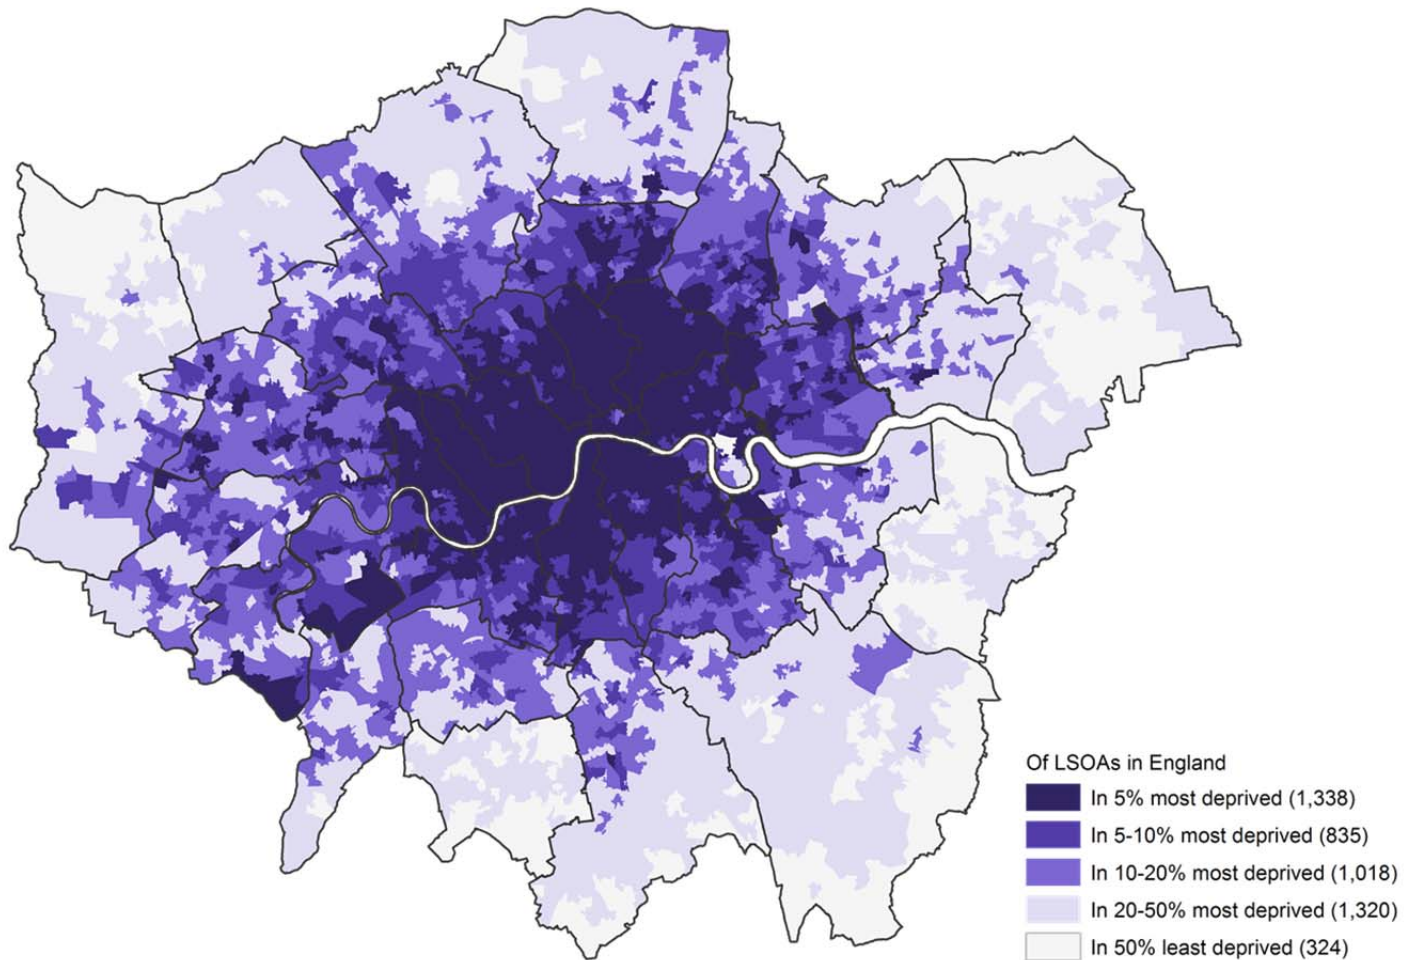 Of LSOAs in England
In 5% most deprived (1,338)
In 5-10% most deprived (835)
In 10-20% most deprived (1,018)
In 20-50% most deprived (1,320)
In 50% least deprived (324)